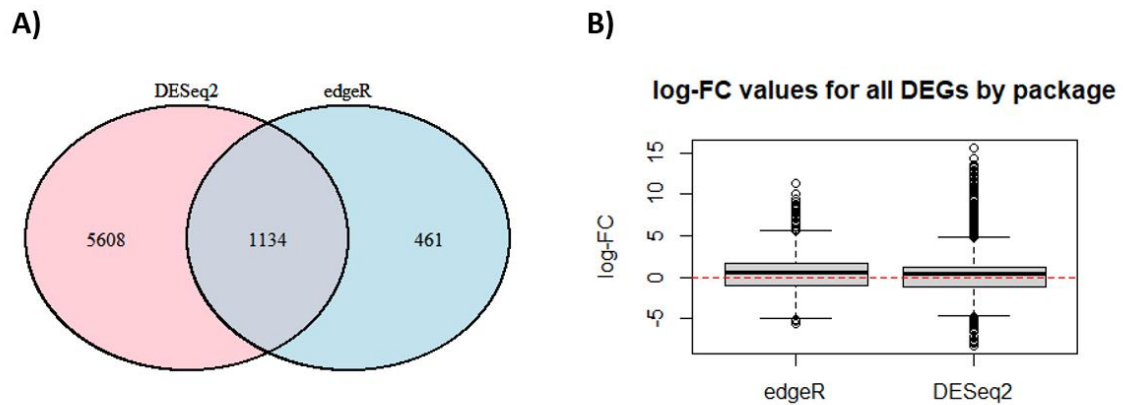 A)
DESeq2
edgeR
5608
1134
461
B)
log-FC values for all DEGs by package
log-FC
15
10
5
0
-5
edgeR
DESeq2